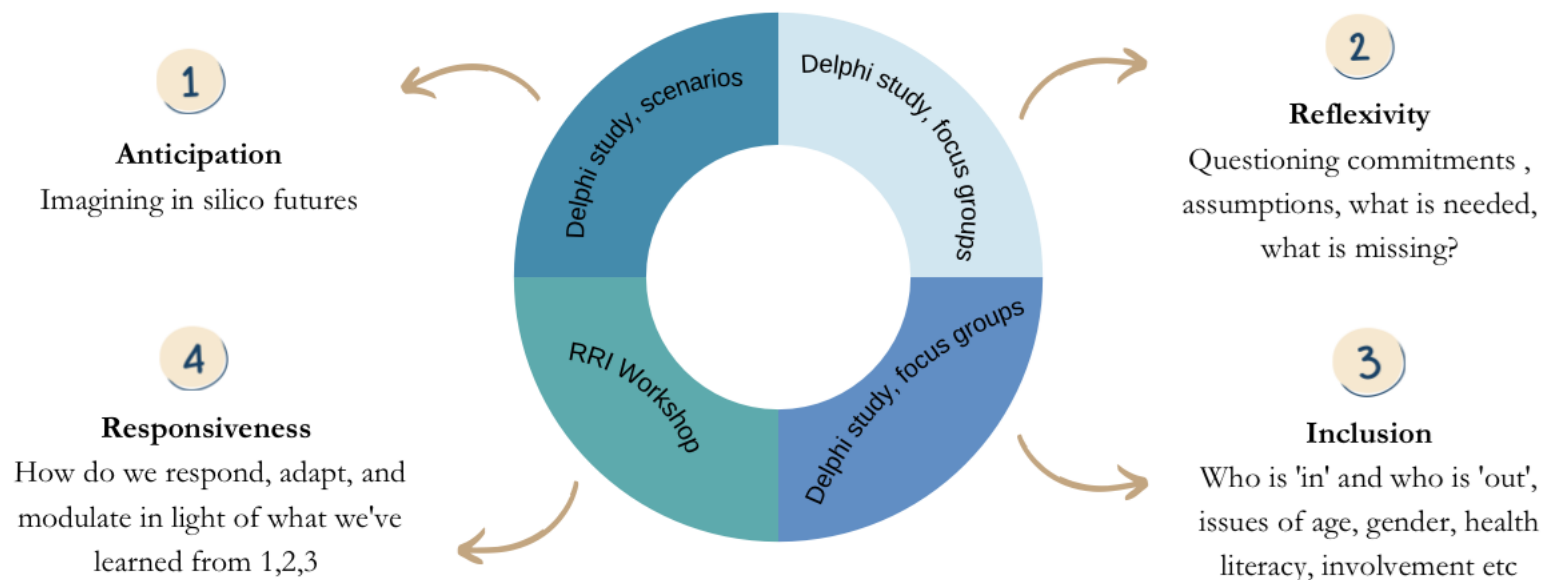 1
Anticipation
Imagining in silico futures
Delphi study, scenarios
Delphi study, focus groups
2
Reflexivity
Questioning commitments ,
assumptions, what is needed,
what is missing?
Delphi study, focus groups
3
Inclusion
Who is 'in' and who is 'out',
issues of age, gender, health
literacy, involvement etc
RRI Workshop
4
Responsiveness
How do we respond, adapt, and
modulate in light of what we've
learned from 1,2,3